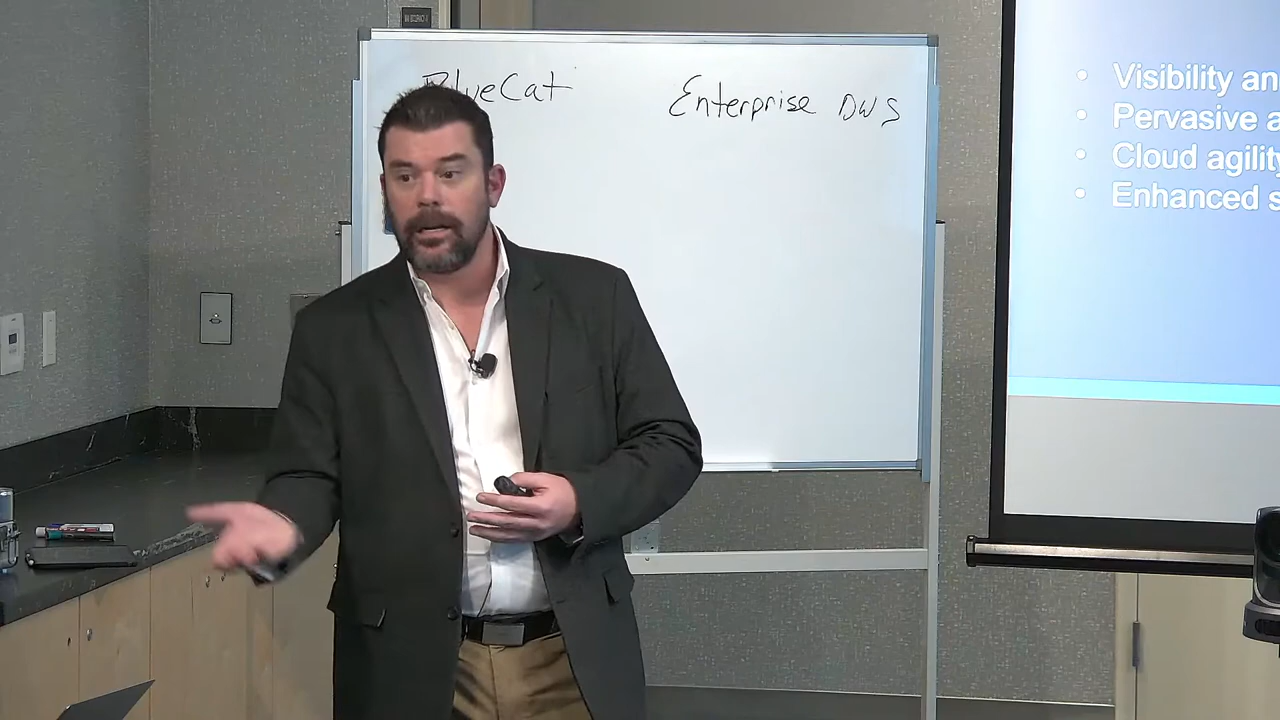 BlueCat
Enterprise DNS
Visibility an
Pervasive a
Cloud agility
Enhanced s